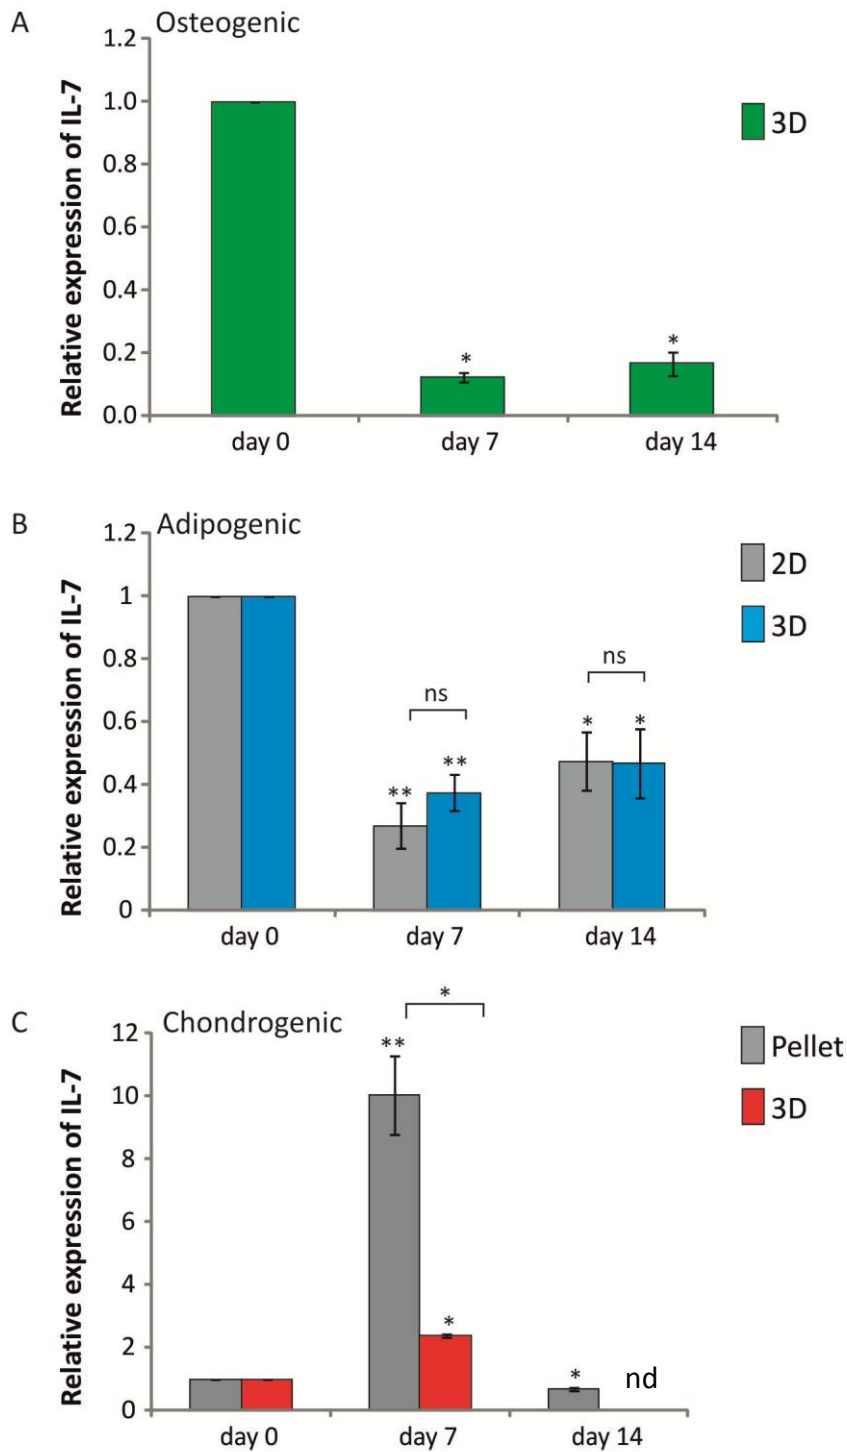 A
Osteogenic
Relative expression of IL-7
1.2
1.0
0.8
0.6
0.4
0.2
0.0
*
*
day 0
day 7
day 14
3D
B
Adipogenic
Relative expression of IL-7
1.2
1
0.8
0.6
0.4
0.2
0
ns
ns
**
**
*
*
day 0
day 7
day 14
2D
3D
C
Chondrogenic
Relative expression of IL-7
12
10
8
6
4
2
0
*
**
*
*
nd
day 0
day 7
day 14
Pellet
3D